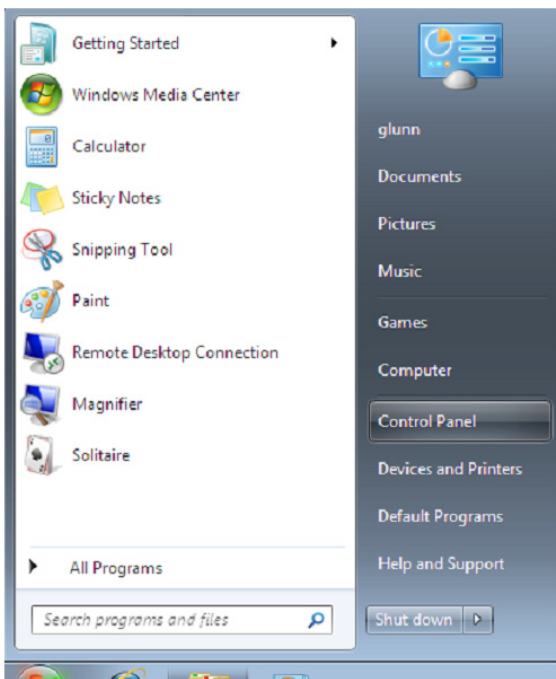 Getting Started
Windows Media Center
Calculator
Sticky Notes
Snipping Tool
Paint
Remote Desktop Connection
Magnifier
Solitaire
All Programs
Search programs and files
glunn
Documents
Pictures
Music
Games
Computer
Control Panel
Devices and Printers
Default Programs
Help and Support
Shut down